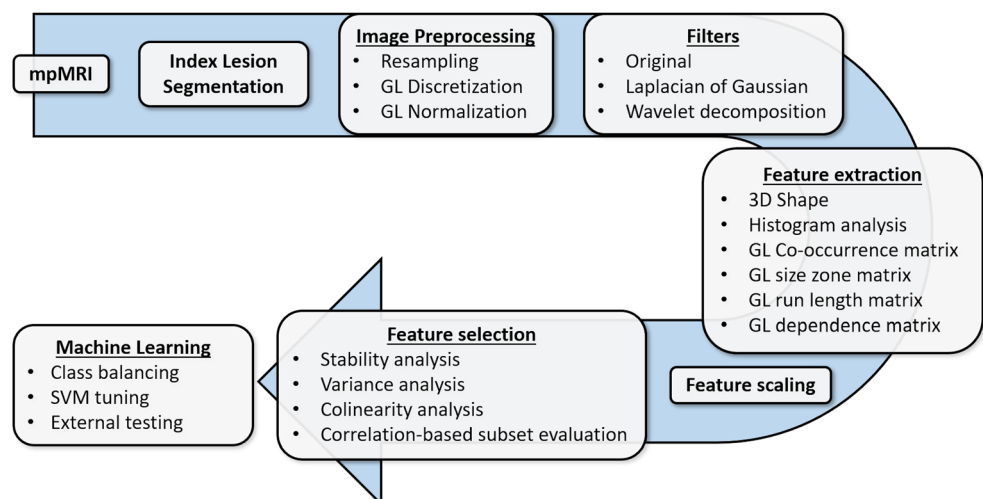 mpMRI
Index Lesion
Segmentation
Image Preprocessing
• Resampling
• GL Discretization
• GL Normalization
Filters
• Original
• Laplacian of Gaussian
• Wavelet decomposition
Feature extraction
• 3D Shape
• Histogram analysis
• GL Co-occurrence matrix
• GL size zone matrix
• GL run length matrix
• GL dependence matrix
Feature scaling
Feature selection
• Stability analysis
• Variance analysis
• Colinearity analysis
• Correlation-based subset evaluation
Machine Learning
• Class balancing
• SVM tuning
• External testing